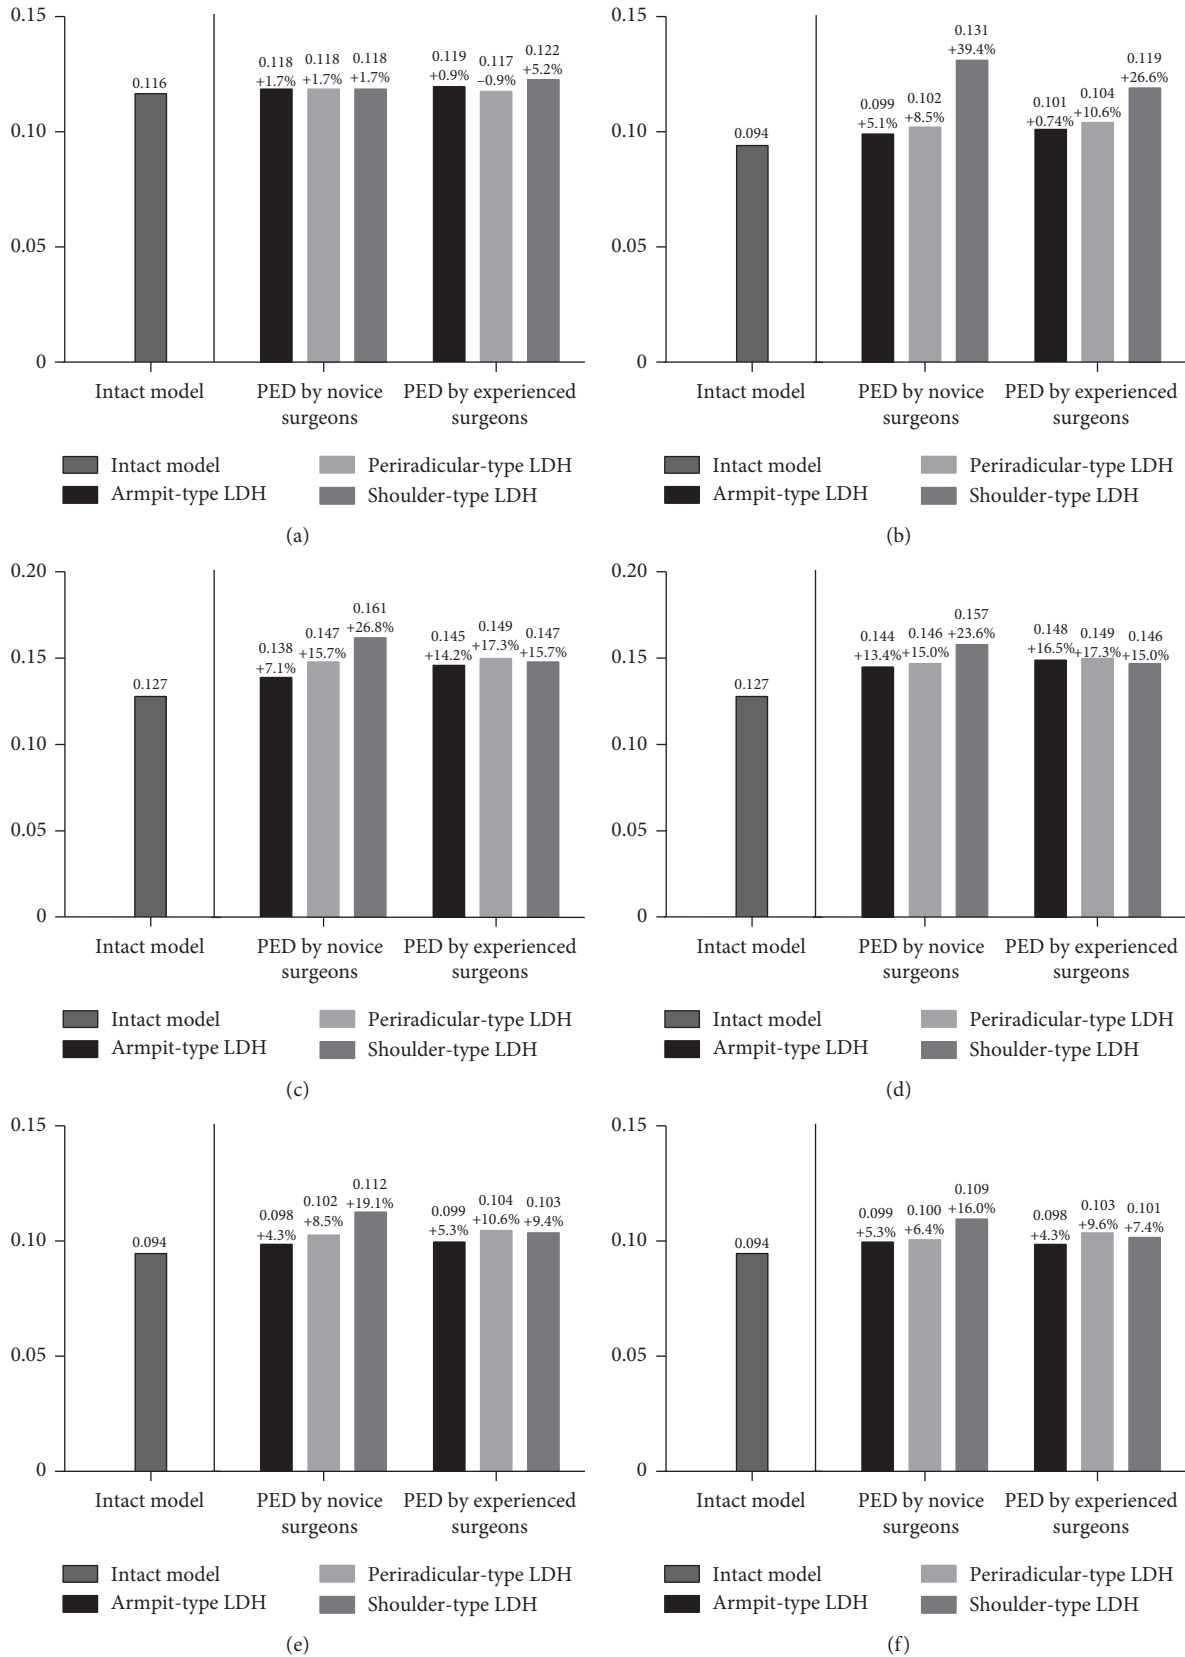 0.15
0.10
0.05
0
0.116
0.118
+1.7%
0.118
+1.7%
0.118
+1.7%
0.119
+0.9%
0.117
−0.9%
0.122
+5.2%
Intact model
PED by novice
surgeons
PED by experienced
surgeons
Intact model
Armpit-type LDH
Periradicular-type LDH
Shoulder-type LDH
(a)
0.15
0.10
0.05
0
0.094
0.099
+5.1%
0.102
+8.5%
0.131
+39.4%
0.101
+0.74%
0.104
+10.6%
0.119
+26.6%
Intact model
PED by novice
surgeons
PED by experienced
surgeons
Intact model
Armpit-type LDH
Periradicular-type LDH
Shoulder-type LDH
(b)
0.20
0.15
0.10
0.05
0
0.127
0.138
+7.1%
0.147
+15.7%
0.161
+26.8%
0.145
+14.2%
0.149
+17.3%
0.147
+15.7%
Intact model
PED by novice
surgeons
PED by experienced
surgeons
Intact model
Armpit-type LDH
Periradicular-type LDH
Shoulder-type LDH
(c)
0.20
0.15
0.10
0.05
0
0.127
0.144
+13.4%
0.146
+15.0%
0.157
+23.6%
0.148
+16.5%
0.149
+17.3%
0.146
+15.0%
Intact model
PED by novice
surgeons
PED by experienced
surgeons
Intact model
Armpit-type LDH
Periradicular-type LDH
Shoulder-type LDH
(d)
0.15
0.10
0.05
0
0.094
0.098
+4.3%
0.102
+8.5%
0.112
+19.1%
0.099
+5.3%
0.104
+10.6%
0.103
+9.4%
Intact model
PED by novice
surgeons
PED by experienced
surgeons
Intact model
Armpit-type LDH
Periradicular-type LDH
Shoulder-type LDH
(e)
0.15
0.10
0.05
0
0.094
0.099
+5.3%
0.100
+6.4%
0.109
+16.0%
0.098
+4.3%
0.103
+9.6%
0.101
+7.4%
Intact model
PED by novice
surgeons
PED by experienced
surgeons
Intact model
Armpit-type LDH
Periradicular-type LDH
Shoulder-type LDH
(f)